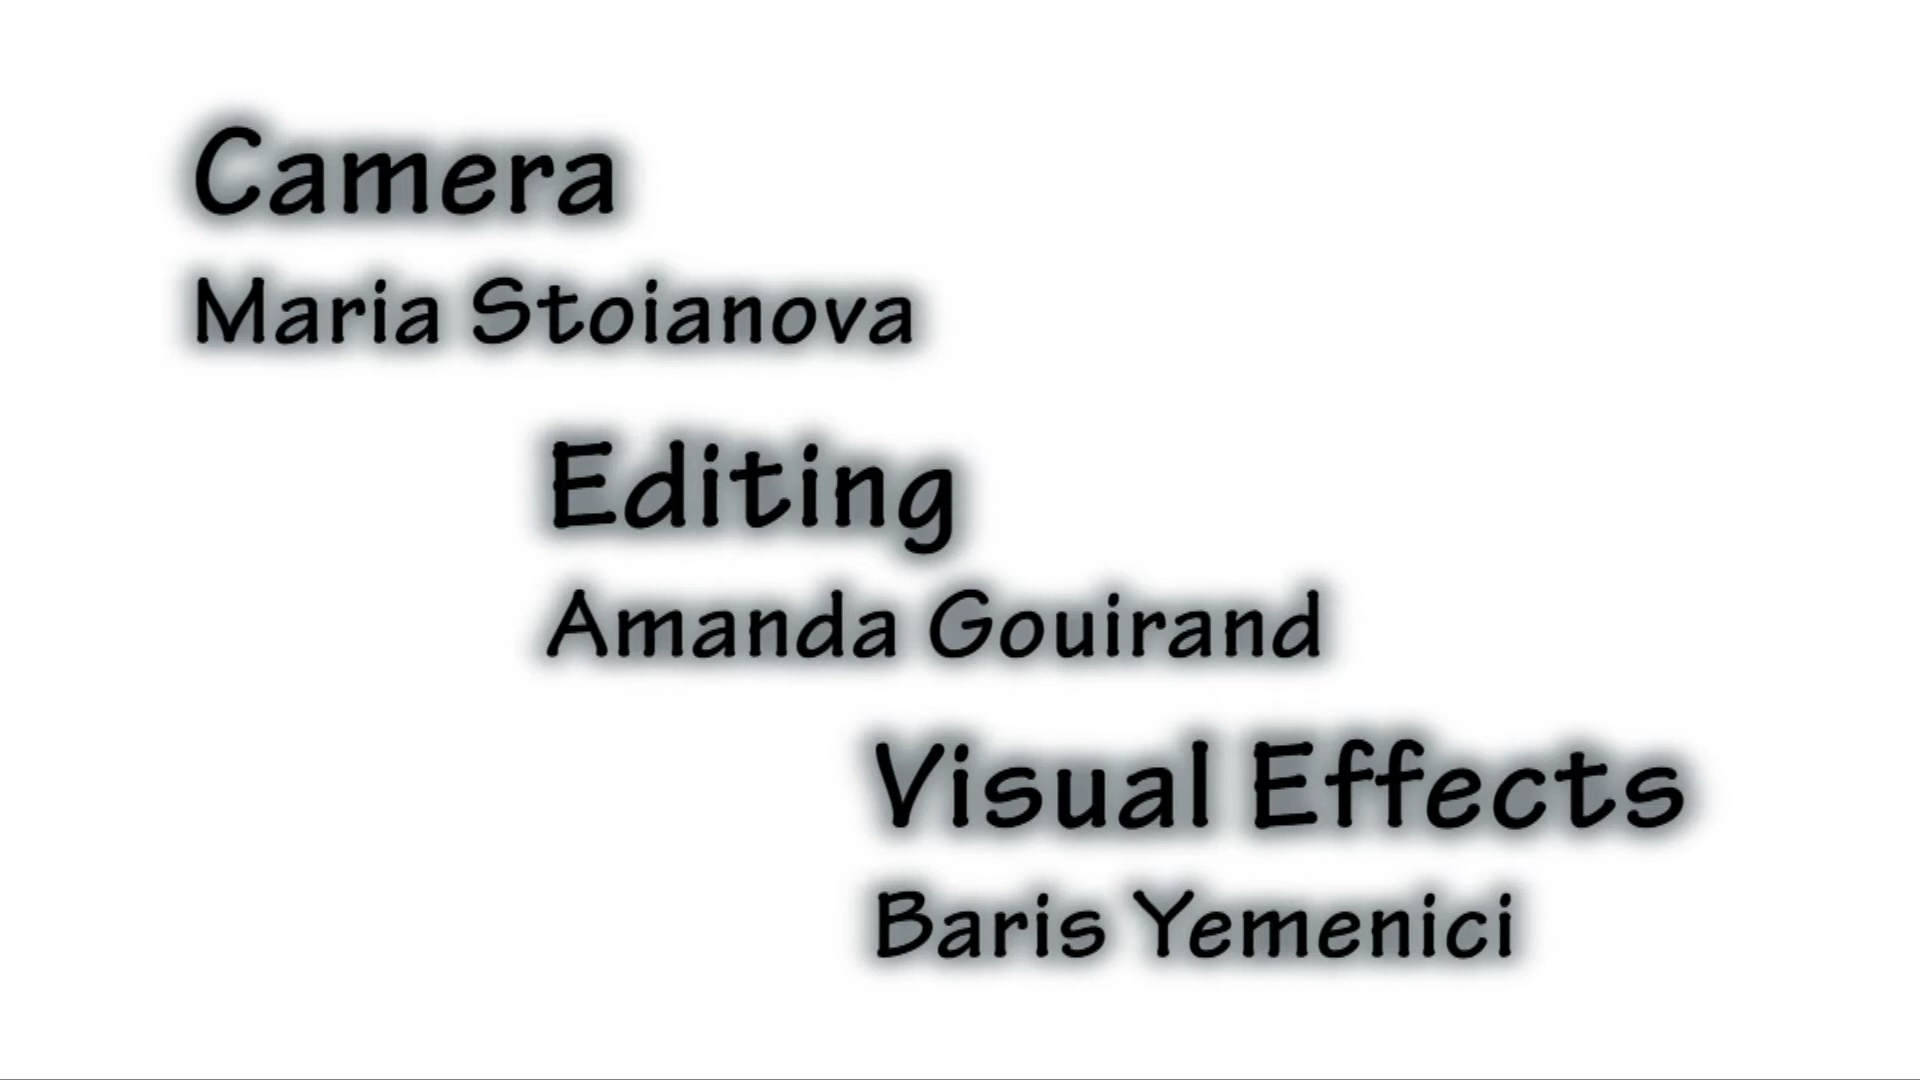 Camera
Maria Stoianova
Editing
Amanda Gouirand
Visual Effects
Baris Yemenici